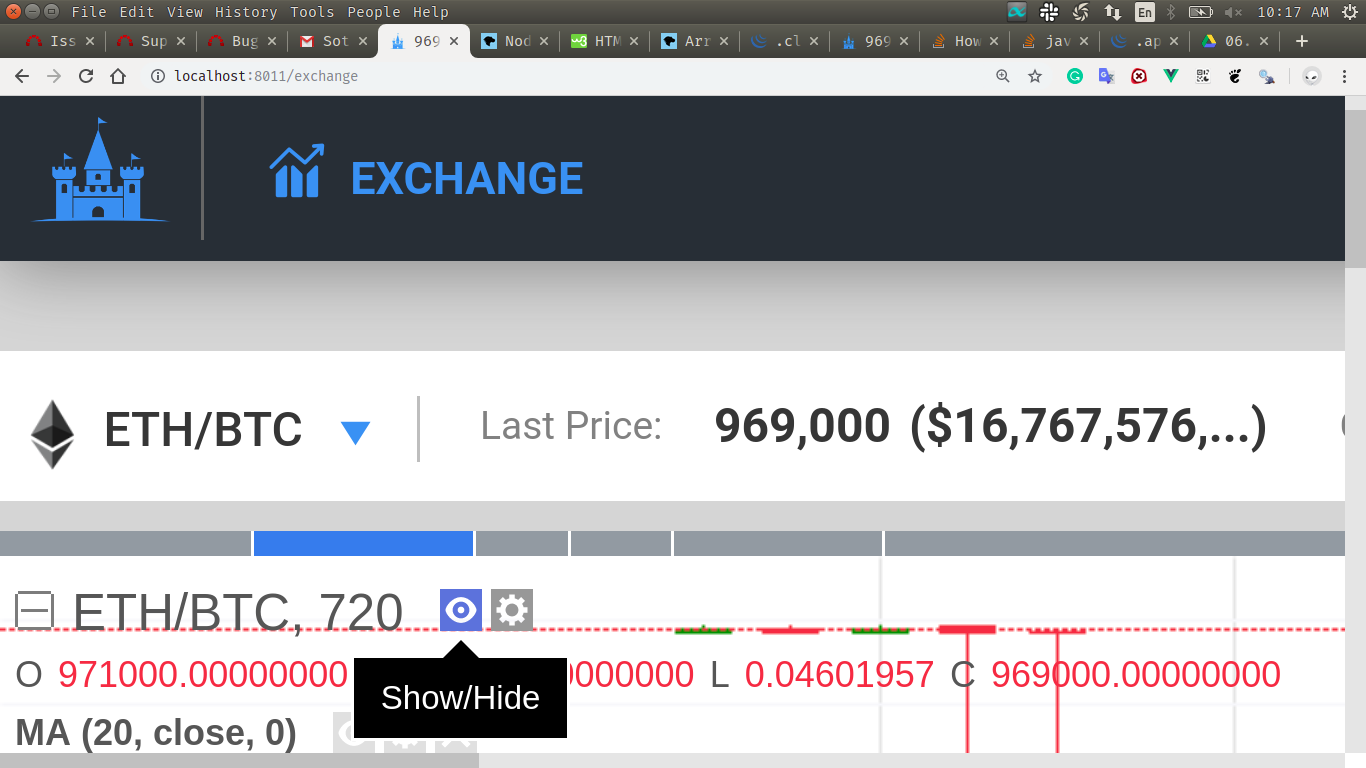 File Edit View History Tools People Help En 10:17 AM
Iss Sup Bug Sot 969 Nod HTM Arr .cl 969 How jav .ap 06.
localhost:8011/exchange
EXCHANGE
ETH/BTC Last Price: 969,000 ($16,767,576,...)
ETH/BTC, 720
O 971000.00000000 0000000 L 0.04601957 C 969000.00000000
Show/Hide
MA (20, close, 0)